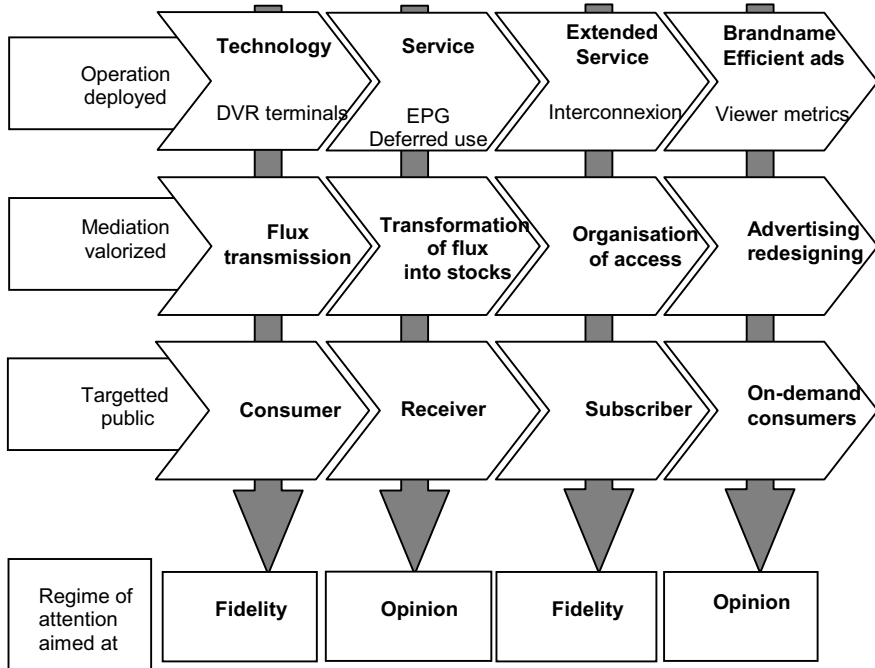 Operation
deployed
Technology
DVR terminals
Service
EPG
Deferred use
Extended
Service
Interconnexion
Brandname
Efficient ads
Viewer metrics
Mediation
valorized
Flux
transmission
Transformation
of flux
into stocks
Organisation
of access
Advertising
redesigning
Targetted
public
Consumer
Receiver
Subscriber
On-demand
consumers
Regime of
attention
aimed at
Fidelity
Opinion
Fidelity
Opinion